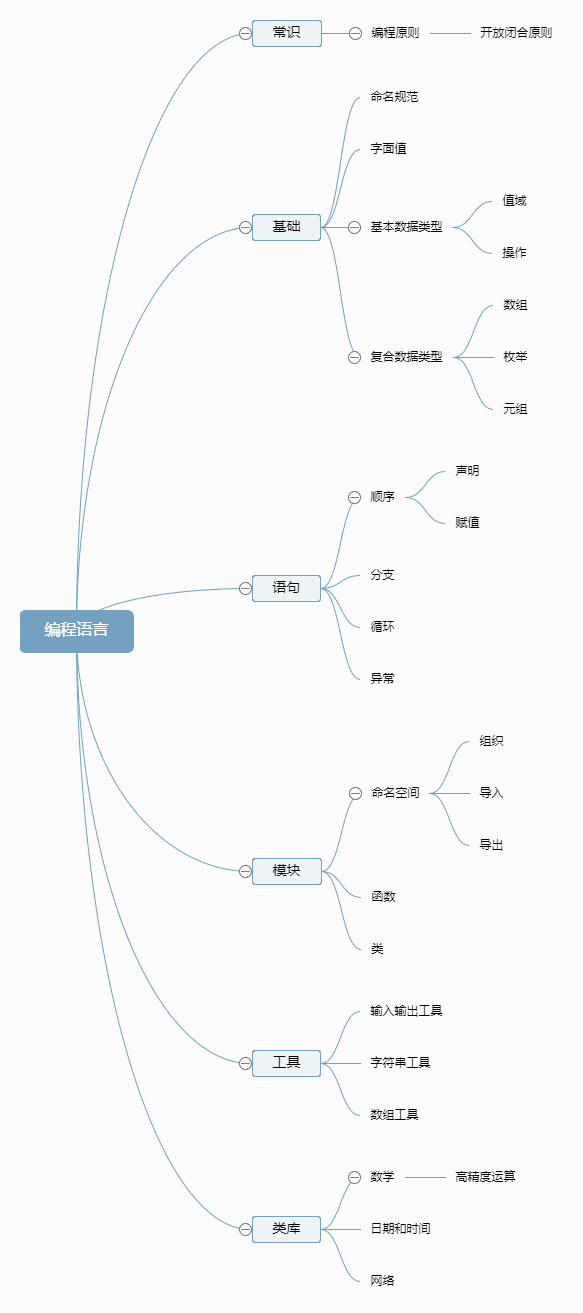 常识
编程原则
开放闭合原则
命名规范
字面值
基础
基本数据类型
值域
操作
复合数据类型
数组
枚举
元组
顺序
声明
赋值
语句
分支
循环
异常
编程语言
命名空间
组织
导入
导出
模块
函数
类
输入输出工具
工具
字符串工具
数组工具
数学
高精度运算
类库
日期和时间
网络